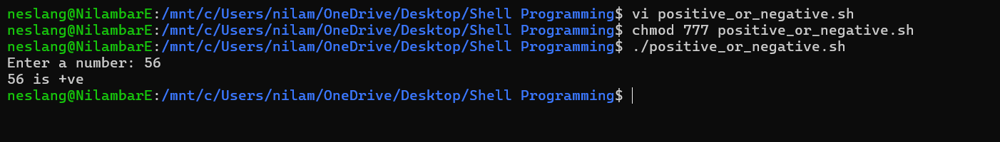 neslang@NilambarE:/mnt/c/Users/nilam/OneDrive/Desktop/Shell Programming$ vi positive_or_negative.sh
neslang@NilambarE:/mnt/c/Users/nilam/OneDrive/Desktop/Shell Programming$ chmod 777 positive_or_negative.sh
neslang@NilambarE:/mnt/c/Users/nilam/OneDrive/Desktop/Shell Programming$ ./positive_or_negative.sh
Enter a number: 56
56 is +ve
neslang@NilambarE:/mnt/c/Users/nilam/OneDrive/Desktop/Shell Programming$